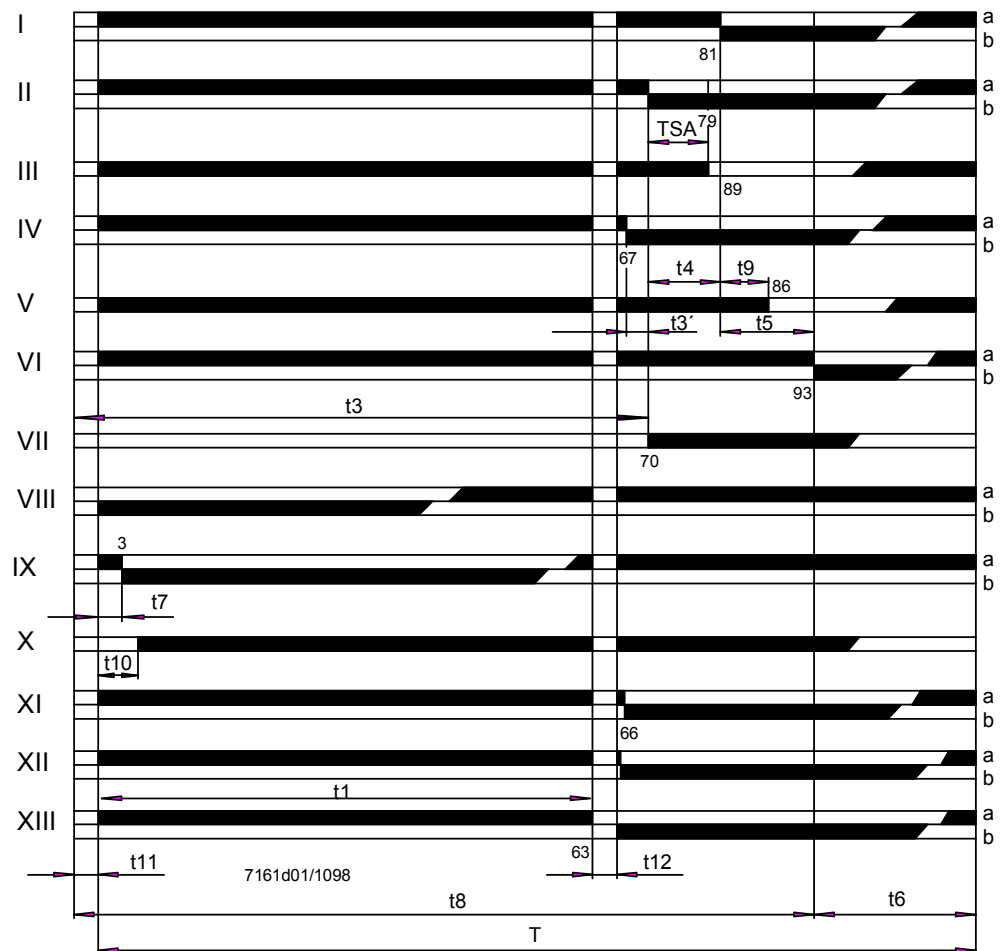 I a
b
81
II a
b
TSA 79
III
89
IV a
b
67
t4 t9
V 86
t3´ t5
VI a
b
93
t3
VII
70
VIII a
b
3
IX a
b
t7
X
t10
XI a
b
66
XII a
b
t1
XIII a
b
63
t11 7161d01/1098 t12
t8 t6
T